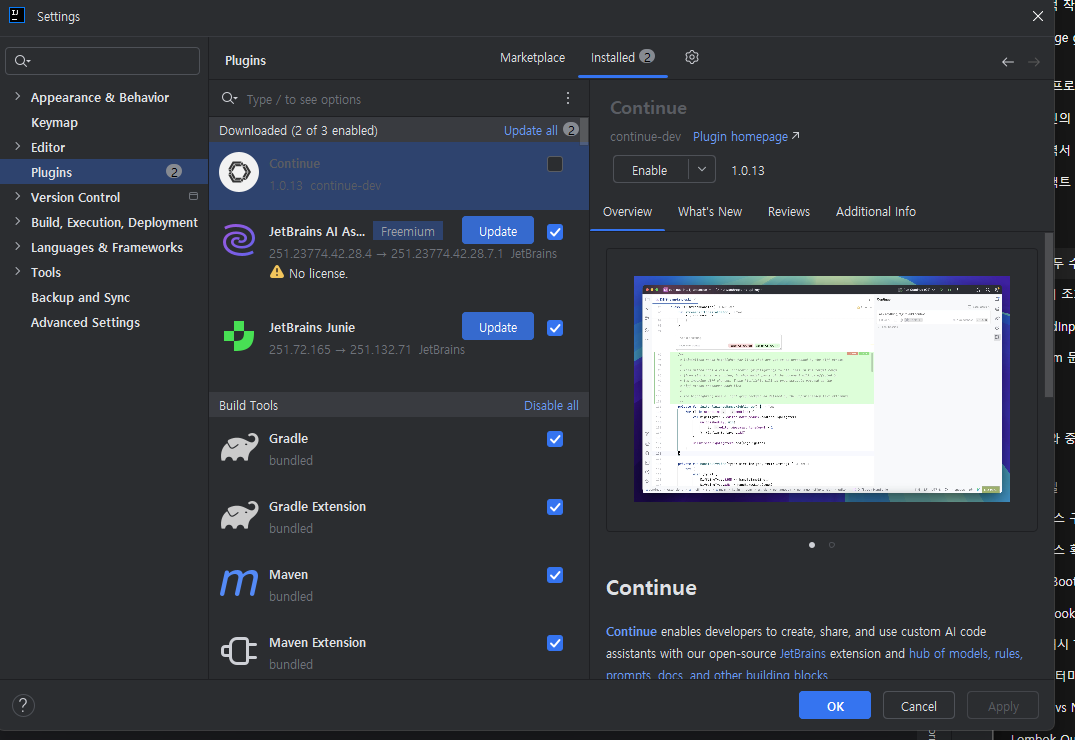 Settings
Plugins
Marketplace
Installed 2
Type / to see options
Appearance & Behavior
Keymap
Editor
Plugins 2
Version Control
Build, Execution, Deployment
Languages & Frameworks
Tools
Backup and Sync
Advanced Settings
Downloaded (2 of 3 enabled) Update all 2
Continue
1.0.13 continue-dev
JetBrains AI As... Freemium Update
251.23774.42.28.4 → 251.23774.42.28.7.1 JetBrains
No license.
JetBrains Junie Update
251.72.165 → 251.132.71 JetBrains
Build Tools Disable all
Gradle
bundled
Gradle Extension
bundled
Maven
bundled
Maven Extension
bundled
Continue
continue-dev Plugin homepage ↗
Enable 1.0.13
Overview What's New Reviews Additional Info
Continue
Continue enables developers to create, share, and use custom AI code
assistants with our open-source JetBrains extension and hub of models, rules,
prompts, docs, and other building blocks
?
OK Cancel Apply